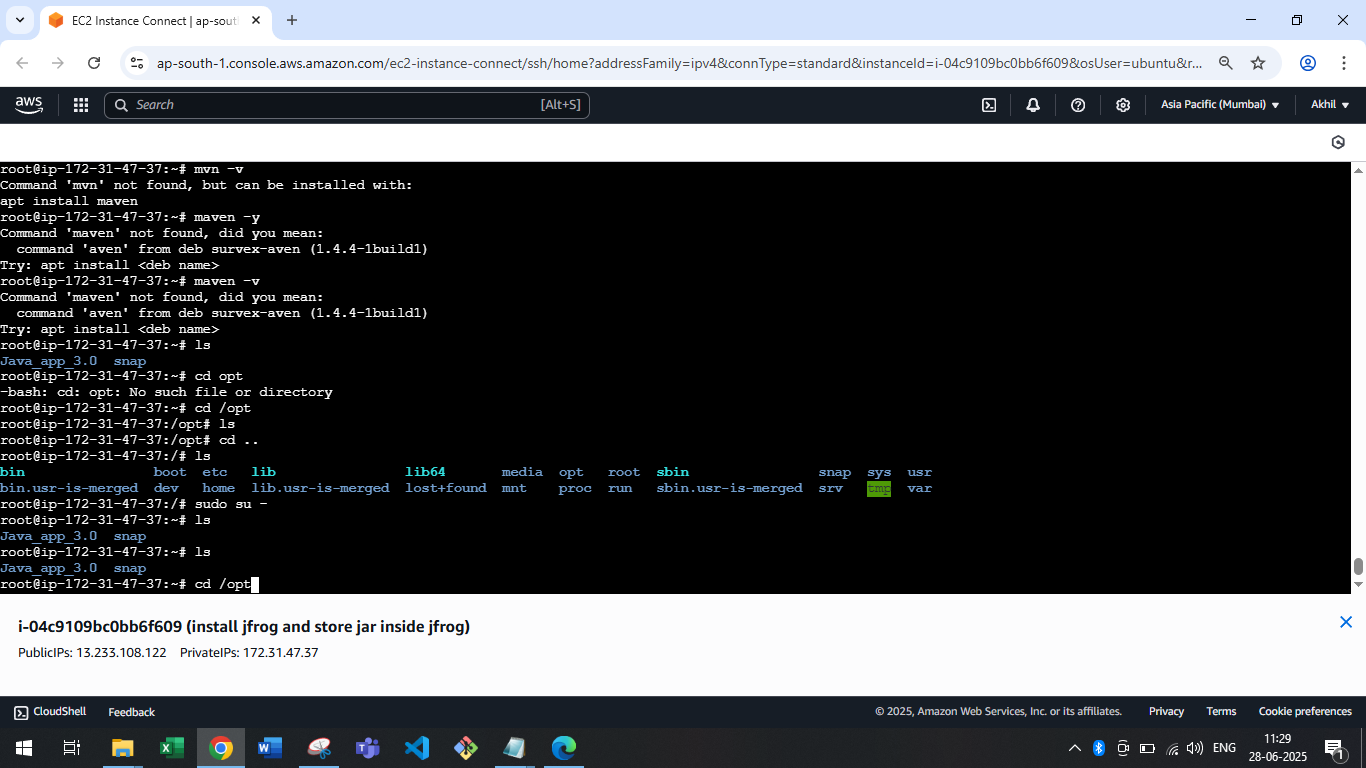 EC2 Instance Connect | ap-sout
ap-south-1.console.aws.amazon.com/ec2-instance-connect/ssh/home?addressFamily=ipv4&connType=standard&instanceId=i-04c9109bc0bb6f609&osUser=ubuntu&r...
aws
Search
[Alt+S]
Asia Pacific (Mumbai)
Akhil
root@ip-172-31-47-37:~# mvn -v
Command 'mvn' not found, but can be installed with:
apt install maven
root@ip-172-31-47-37:~# maven -y
Command 'maven' not found, did you mean:
  command 'aven' from deb survex-aven (1.4.4-1build1)
Try: apt install <deb name>
root@ip-172-31-47-37:~# maven -v
Command 'maven' not found, did you mean:
  command 'aven' from deb survex-aven (1.4.4-1build1)
Try: apt install <deb name>
root@ip-172-31-47-37:~# ls
Java_app_3.0  snap
root@ip-172-31-47-37:~# cd opt
-bash: cd: opt: No such file or directory
root@ip-172-31-47-37:~# cd /opt
root@ip-172-31-47-37:/opt# ls
root@ip-172-31-47-37:/opt# cd ..
root@ip-172-31-47-37:/# ls
bin                boot  etc   lib                lib64       media  opt   root  sbin                snap  sys  usr
bin.usr-is-merged  dev   home  lib.usr-is-merged  lost+found  mnt    proc  run   sbin.usr-is-merged  srv   tmp  var
root@ip-172-31-47-37:/# sudo su -
root@ip-172-31-47-37:~# ls
Java_app_3.0  snap
root@ip-172-31-47-37:~# ls
Java_app_3.0  snap
root@ip-172-31-47-37:~# cd /opt
i-04c9109bc0bb6f609 (install jfrog and store jar inside jfrog)
PublicIPs: 13.233.108.122    PrivateIPs: 172.31.47.37
CloudShell
Feedback
© 2025, Amazon Web Services, Inc. or its affiliates.
Privacy
Terms
Cookie preferences
ENG
11:29
28-06-2025
1